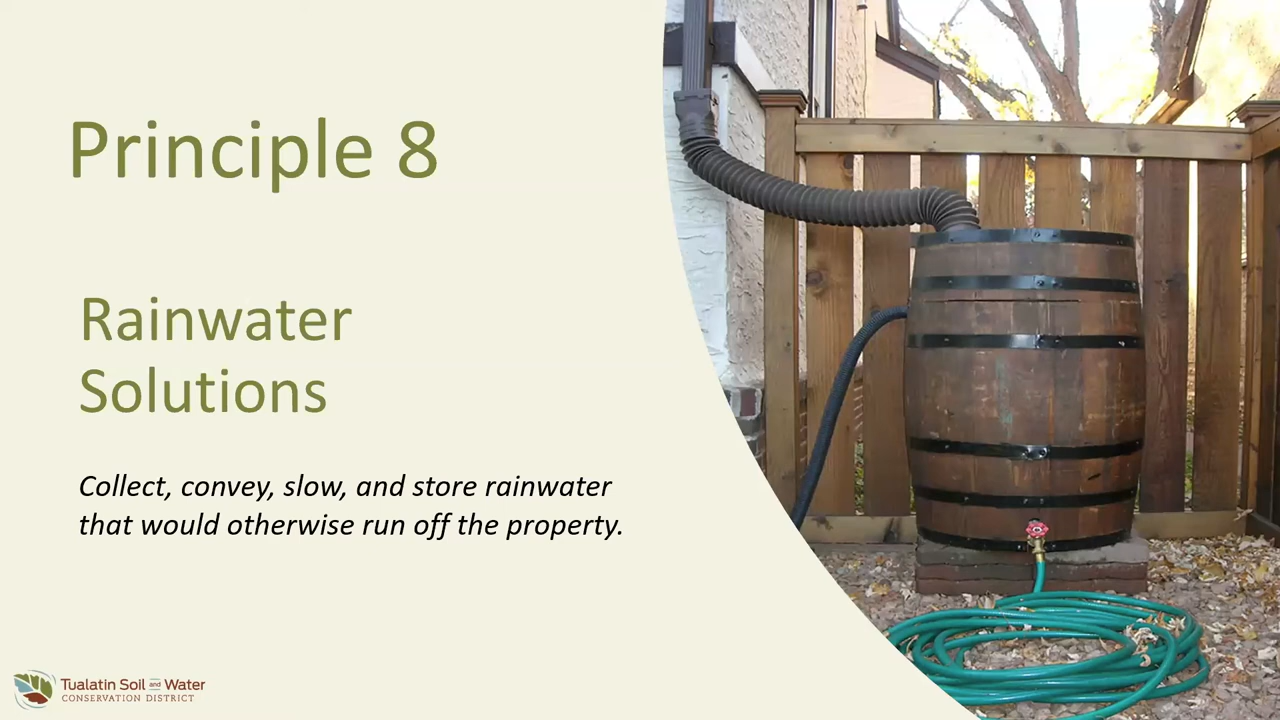 Principle 8
Rainwater
Solutions
Collect, convey, slow, and store rainwater
that would otherwise run off the property.
Tualatin Soil and Water
CONSERVATION DISTRICT